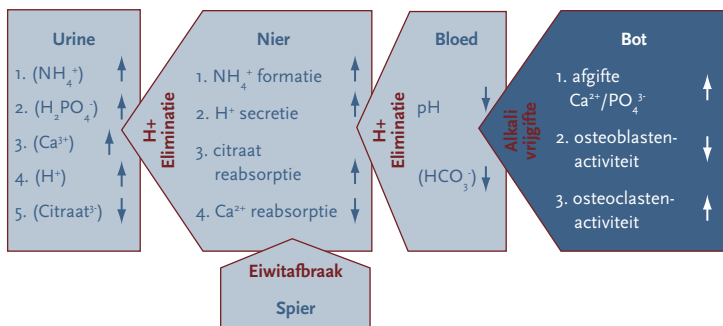 Urine
1. (NH₄⁺)
2. (H₂PO₄⁻)
3. (Ca³⁺)
4. (H⁺)
5. (Citraat³⁻)
H+
Eliminatie
Nier
1. NH₄⁺ formatie
2. H⁺ secretie
3. citraat
reabsorptie
4. Ca²⁺ reabsorptie
H+
Eliminatie
Bloed
pH
(HCO₃⁻)
Alkali
vrijgifte
Bot
1. afgifte
Ca²⁺/PO₄³⁻
2. osteoblasten-
activiteit
3. osteoclasten-
activiteit
Eiwitafbraak
Spier